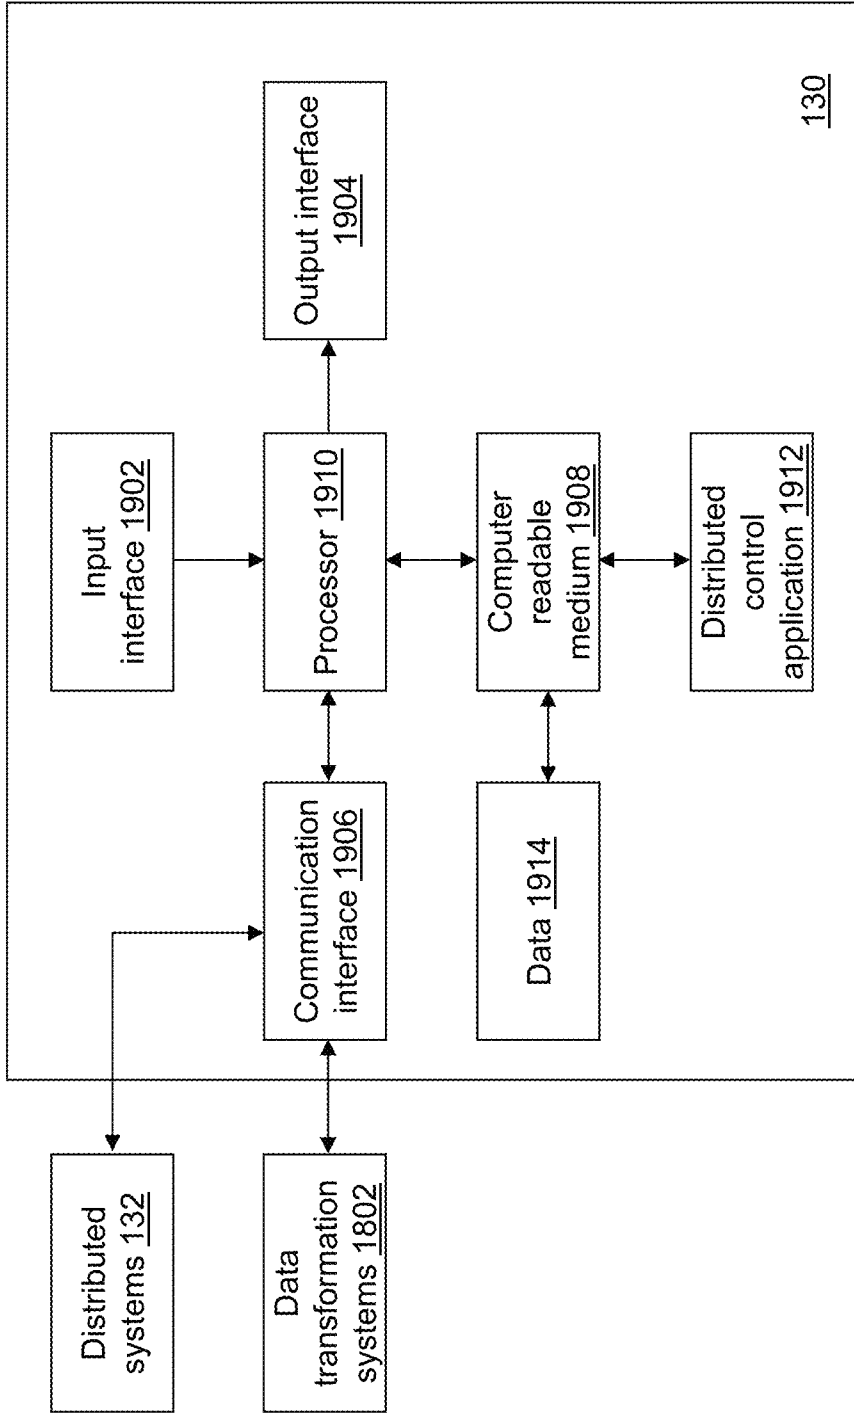 Distributed
systems 132
Input
interface 1902
Data
transformation
systems 1802
Communication
interface 1906
Processor 1910
Output interface
1904
Data 1914
Computer
readable
medium 1908
Distributed
control
application 1912
130